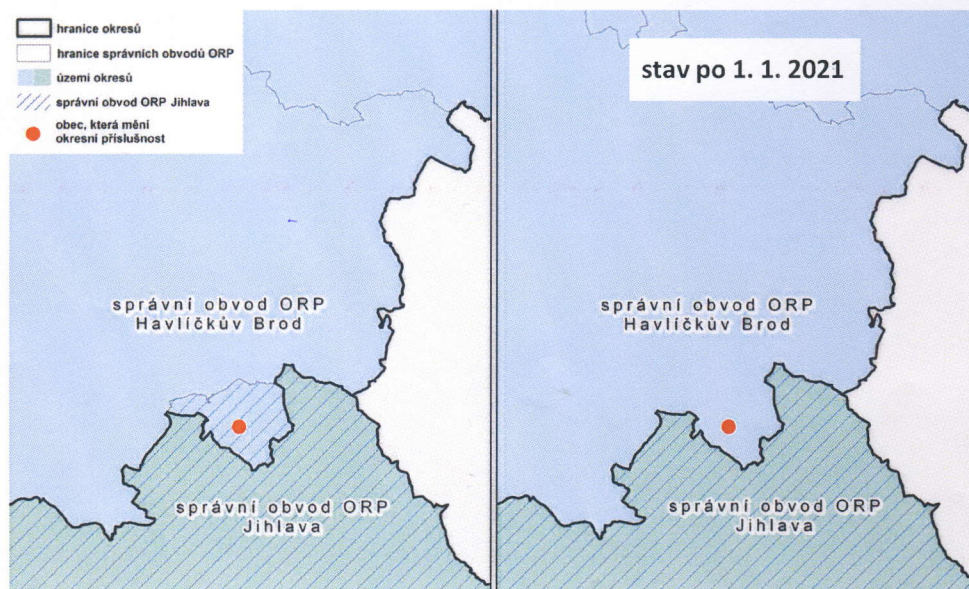 hranice okresů
hranice správních obvodů ORP
území okresů
správní obvod ORP Jihlava
obec, která mění
okresní příslušnost
správní obvod ORP
Havlíčkův Brod
správní obvod ORP
Jihlava
stav po 1. 1. 2021
správní obvod ORP
Havlíčkův Brod
správní obvod ORP
Jihlava